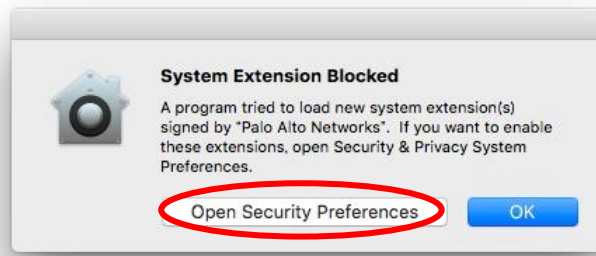 System Extension Blocked
A program tried to load new system extension(s)
signed by "Palo Alto Networks".  If you want to enable
these extensions, open Security & Privacy System
Preferences.
Open Security Preferences
OK